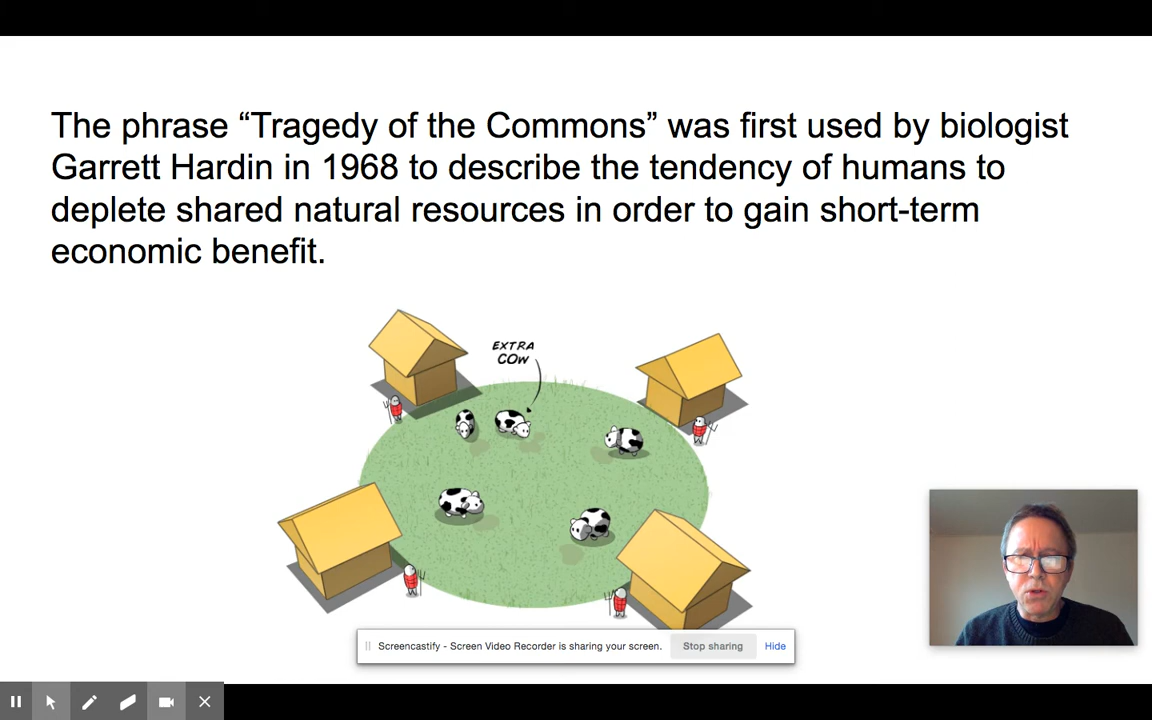 The phrase “Tragedy of the Commons” was first used by biologist
Garrett Hardin in 1968 to describe the tendency of humans to
deplete shared natural resources in order to gain short-term
economic benefit.
EXTRA
COW
Screencastify - Screen Video Recorder is sharing your screen.
Stop sharing
Hide